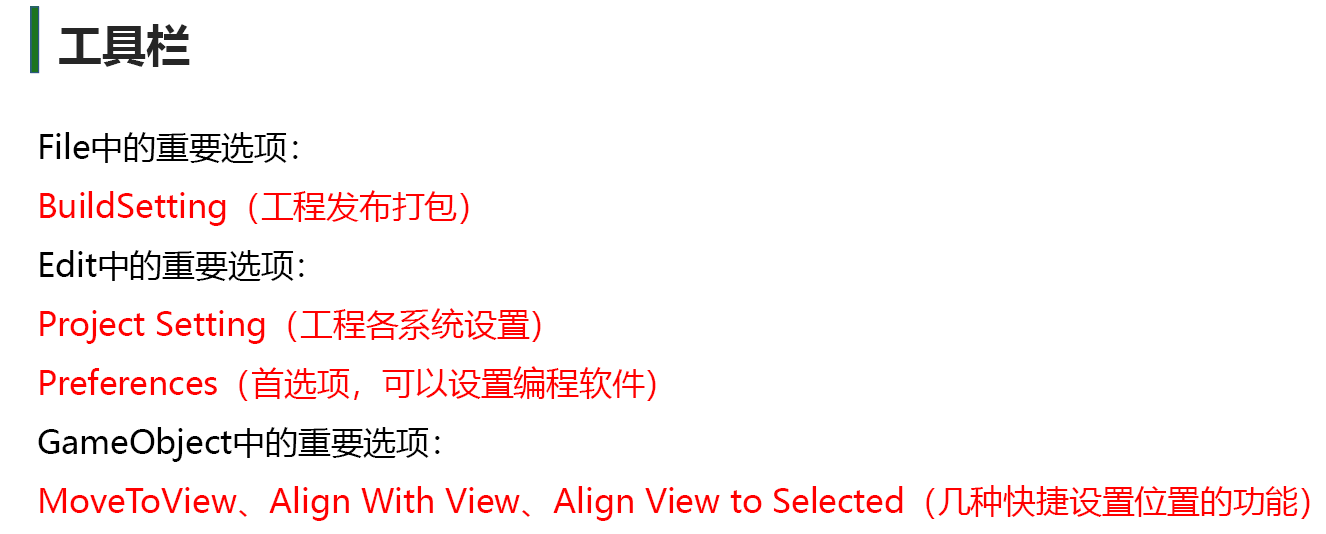 工具栏
File中的重要选项：
BuildSetting（工程发布打包）
Edit中的重要选项：
Project Setting（工程各系统设置）
Preferences（首选项，可以设置编程软件）
GameObject中的重要选项：
MoveToView、Align With View、Align View to Selected（几种快捷设置位置的功能）